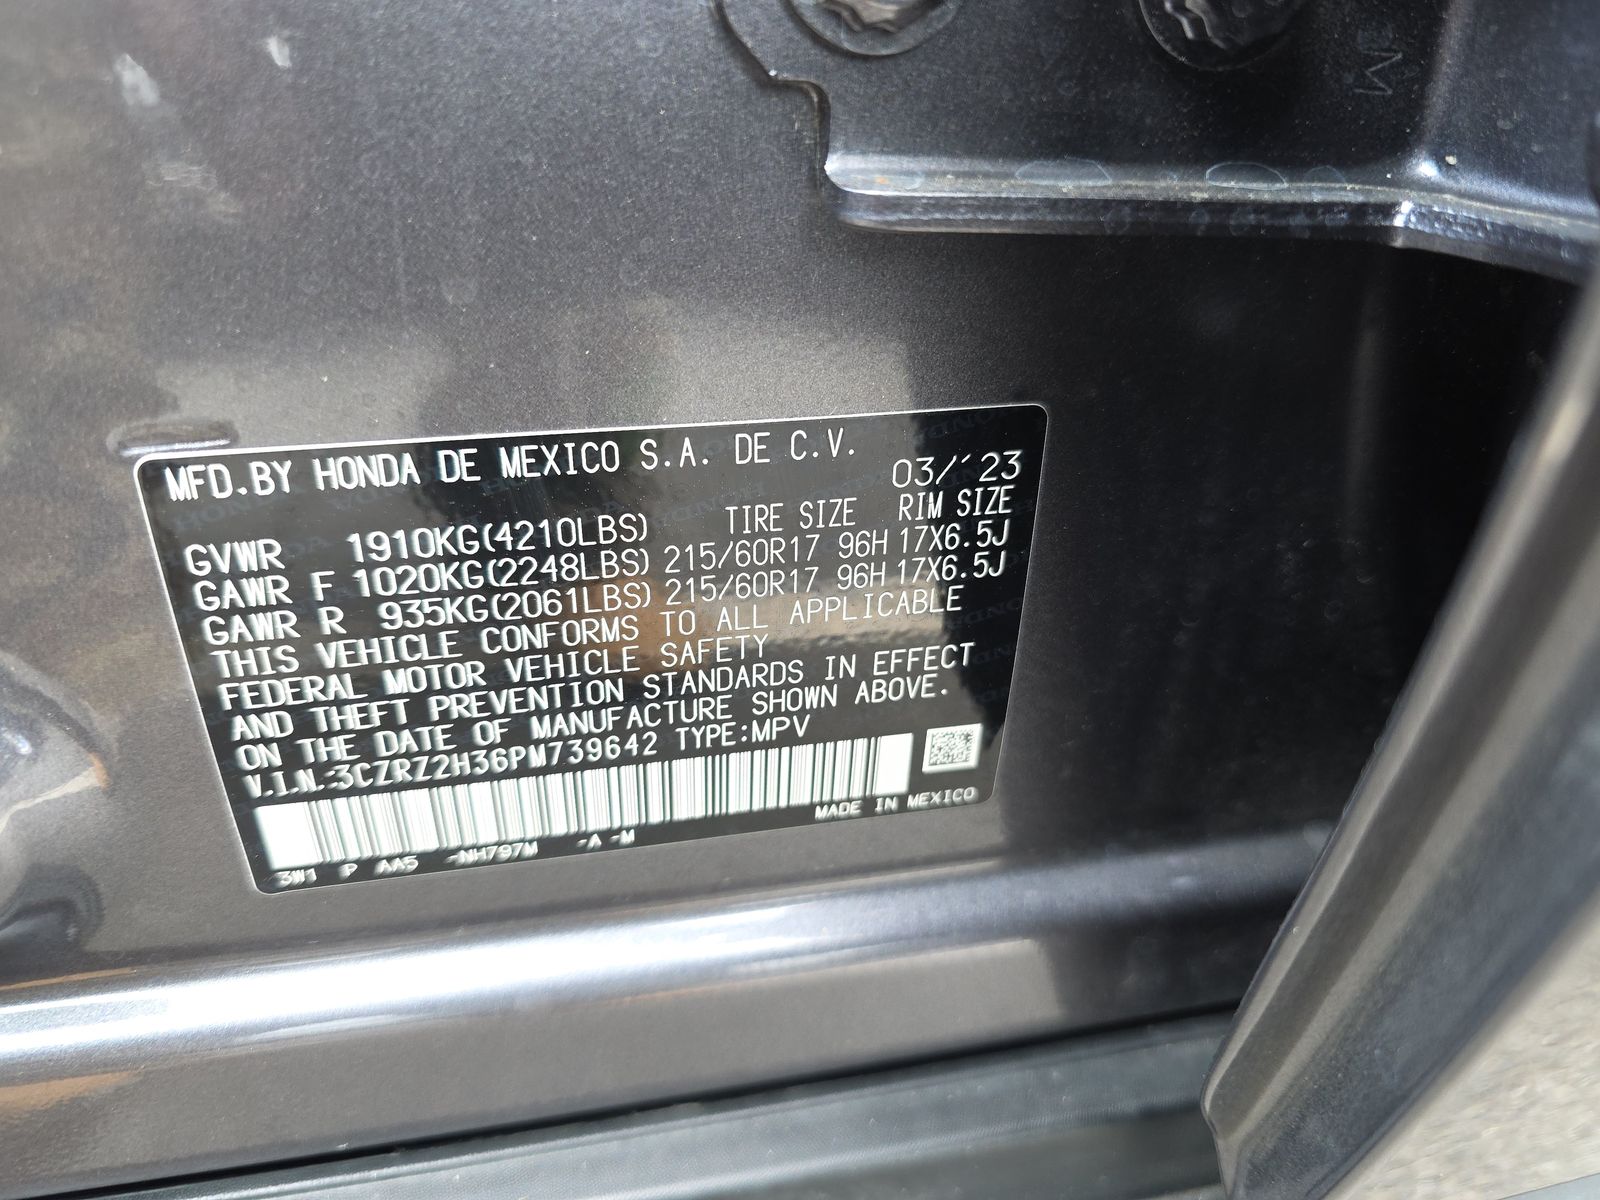 MFD.BY HONDA DE MEXICO S.A. DE C.V.
03/´23
TIRE SIZE RIM SIZE
GVWR 1910KG(4210LBS)
GAWR F 1020KG(2248LBS) 215/60R17 96H 17X6.5J
GAWR R 935KG(2061LBS) 215/60R17 96H 17X6.5J
THIS VEHICLE CONFORMS TO ALL APPLICABLE
FEDERAL MOTOR VEHICLE SAFETY
AND THEFT PREVENTION STANDARDS IN EFFECT
ON THE DATE OF MANUFACTURE SHOWN ABOVE.
V.I.N.:3CZRZ2H36PM739642 TYPE:MPV
MADE IN MEXICO
3W1 P AA5 -NH797M -A -M
M